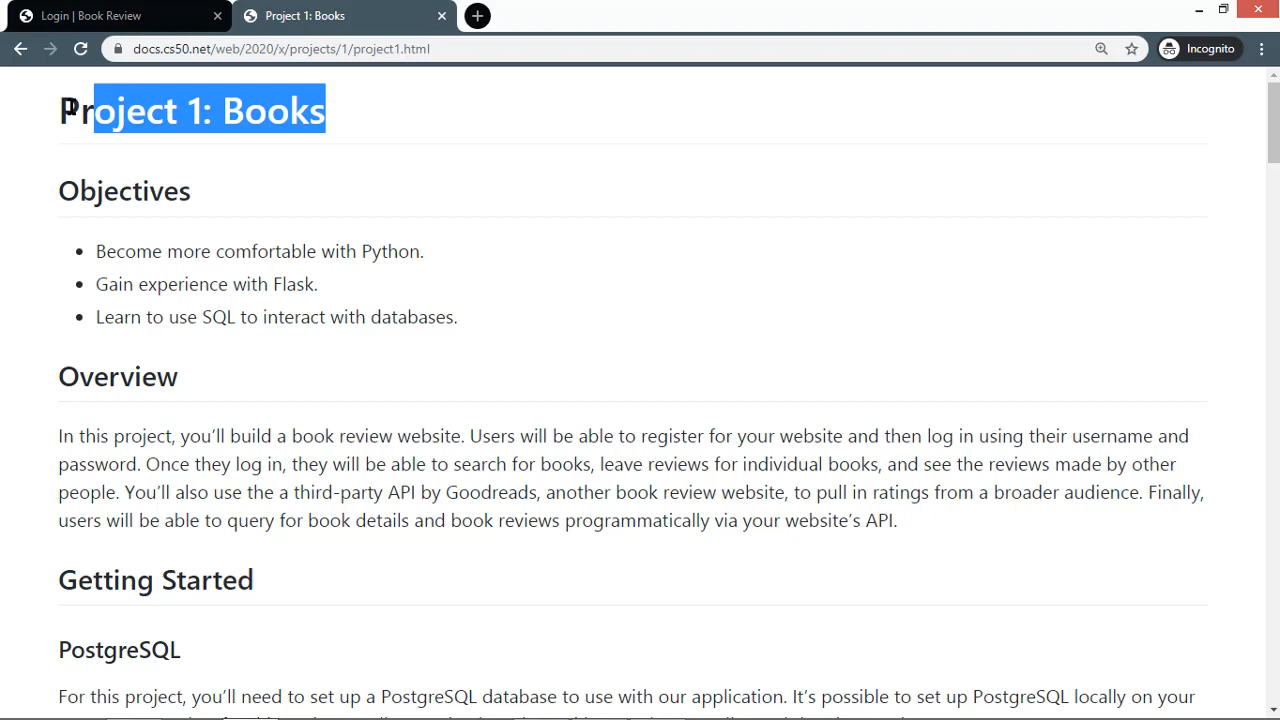 Login | Book Review
Project 1: Books
docs.cs50.net/web/2020/x/projects/1/project1.html
Incognito
Project 1: Books
Objectives
Become more comfortable with Python.
Gain experience with Flask.
Learn to use SQL to interact with databases.
Overview
In this project, you’ll build a book review website. Users will be able to register for your website and then log in using their username and
password. Once they log in, they will be able to search for books, leave reviews for individual books, and see the reviews made by other
people. You’ll also use the a third-party API by Goodreads, another book review website, to pull in ratings from a broader audience. Finally,
users will be able to query for book details and book reviews programmatically via your website’s API.
Getting Started
PostgreSQL
For this project, you’ll need to set up a PostgreSQL database to use with our application. It’s possible to set up PostgreSQL locally on your